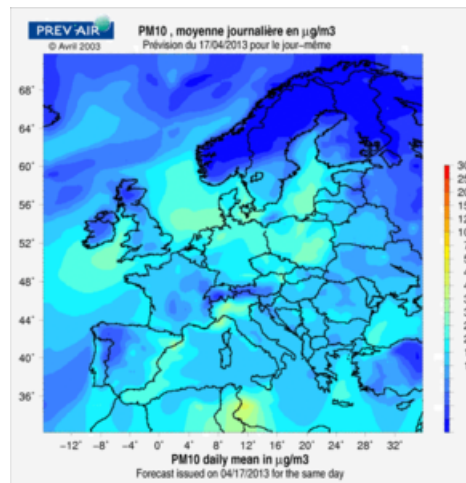 PREV'AIR
© Avril 2003
PM10 , moyenne journalière en µg/m3
Prévision du 17/04/2013 pour le jour-même
68°
64°
60°
56°
52°
48°
44°
40°
36°
-12° -8° -4° 0° 4° 8° 12° 16° 20° 24° 28° 32°
PM10 daily mean in µg/m3
Forecast issued on 04/17/2013 for the same day